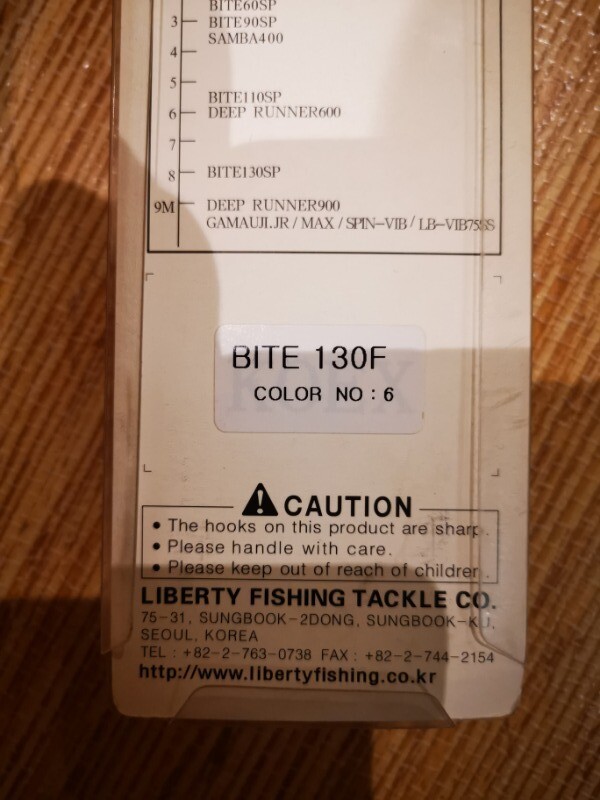 BITE60SP
3 BITE90SP
4 SAMBA400
5
BITE110SP
6 DEEP RUNNER600
7
8 BITE130SP
9M DEEP RUNNER900
GAMAUJI.JR / MAX / SPIN-VIB / LB-VIB75SS
BITE 130F
COLOR NO : 6
CAUTION
• The hooks on this product are sharp.
• Please handle with care.
• Please keep out of reach of children.
LIBERTY FISHING TACKLE CO.
75-31, SUNGBOOK-2DONG, SUNGBOOK-KU,
SEOUL, KOREA
TEL : +82-2-763-0738 FAX : +82-2-744-2154
http://www.libertyfishing.co.kr